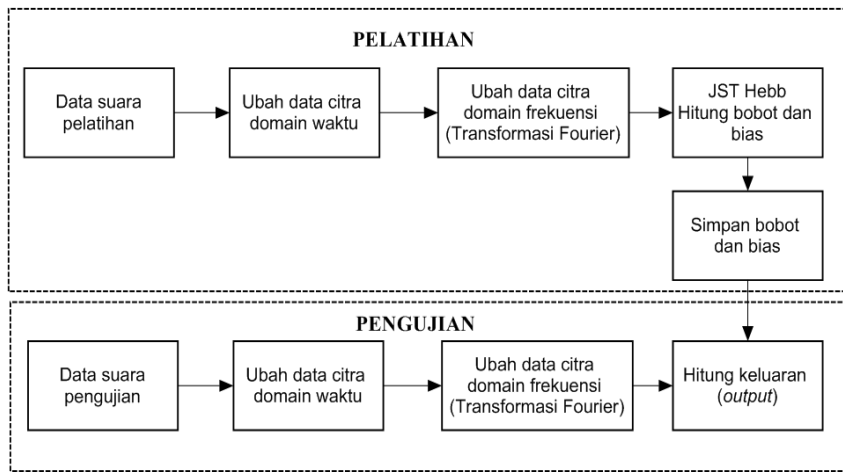 PELATIHAN
Data suara
pelatihan
Ubah data citra
domain waktu
Ubah data citra
domain frekuensi
(Transformasi Fourier)
JST Hebb
Hitung bobot dan
bias
Simpan bobot
dan bias
PENGUJIAN
Data suara
pengujian
Ubah data citra
domain waktu
Ubah data citra
domain frekuensi
(Transformasi Fourier)
Hitung keluaran
(output)